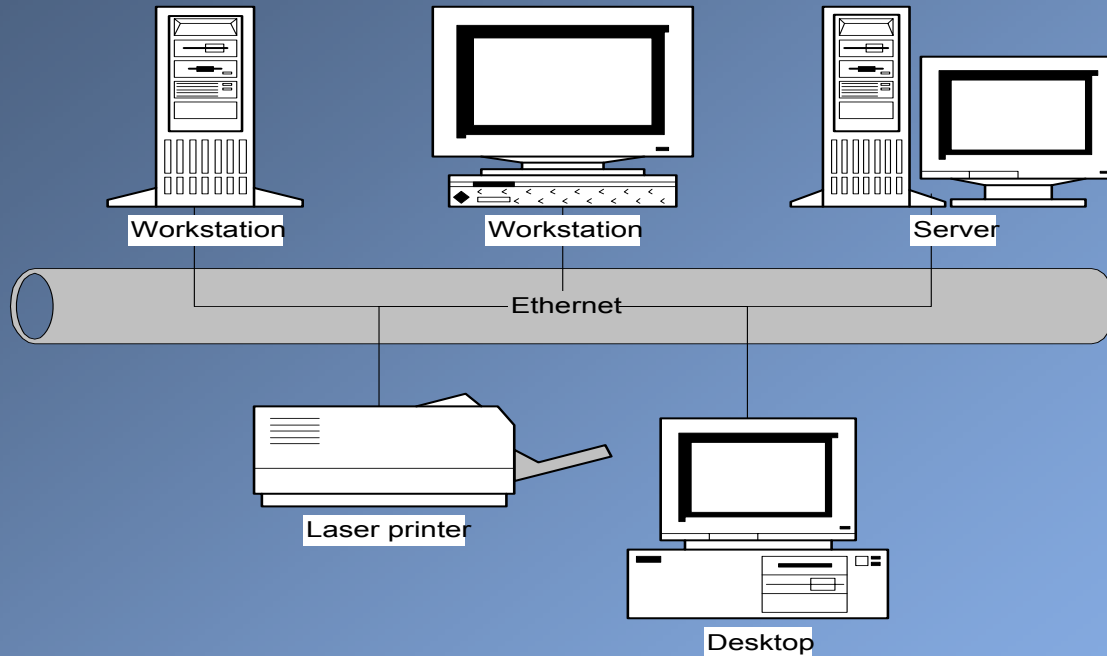 Workstation
Workstation
Server
Ethernet
Laser printer
Desktop